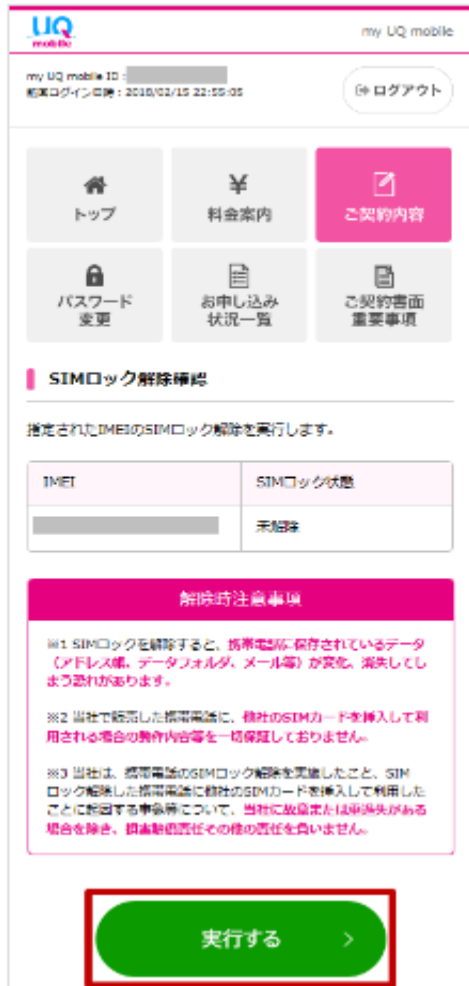 UQ
mobile
my UQ mobile
my UQ mobile ID :
前回ログイン日時 : 2018/02/15 22:55:05
ログアウト
トップ
料金案内
ご契約内容
パスワード
変更
お申し込み
状況一覧
ご契約書面
重要事項
SIMロック解除確認
指定されたIMEIのSIMロック解除を実行します。
IMEI
SIMロック状態
未解除
解除時注意事項
※1 SIMロックを解除すると、携帯電話に保存されているデータ
（アドレス帳、データフォルダ、メール等）が変化、消失してし
まう恐れがあります。
※2 当社で販売した携帯電話に、他社のSIMカードを挿入して利
用される場合の動作内容等を一切保証しておりません。
※3 当社は、携帯電話のSIMロック解除を実施したこと、SIM
ロック解除した携帯電話に他社のSIMカードを挿入して利用した
ことに起因する事象等について、当社に故意または重過失がある
場合を除き、損害賠償責任その他の責任を負いません。
実行する